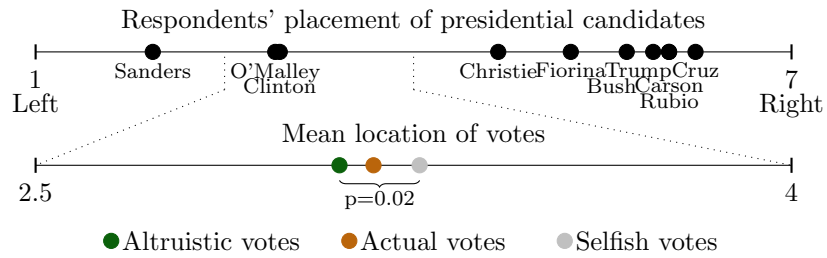 Respondents' placement of presidential candidates
Sanders O'Malley Christie Fiorina Trump Cruz
1 Clinton Bush Carson 7
Left Rubio Right
Mean location of votes
2.5 4
p=0.02
Altruistic votes Actual votes Selfish votes